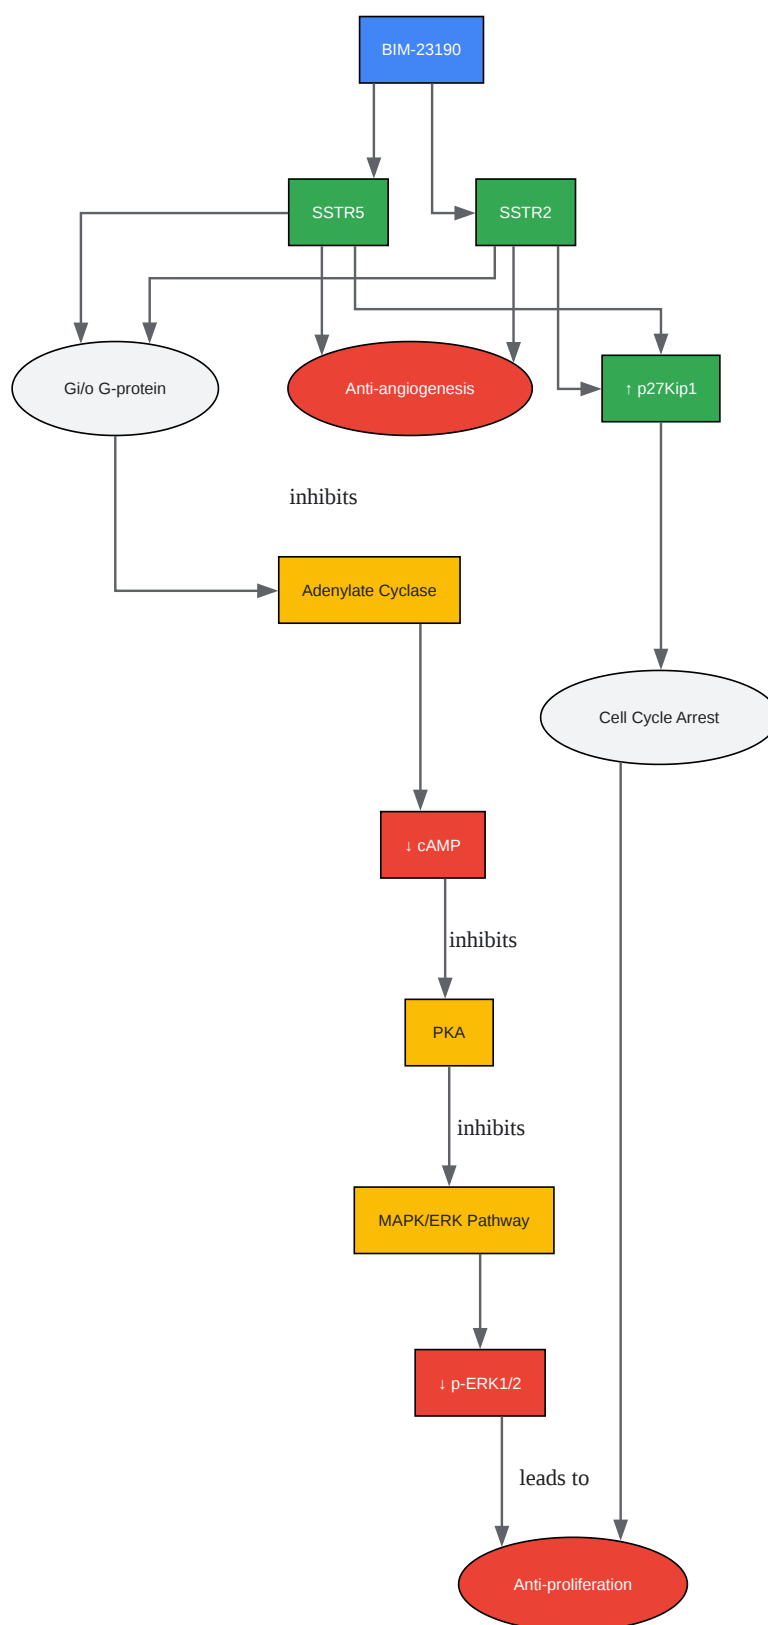 BIM-23190
SSTR5
SSTR2
Gi/o G-protein
Anti-angiogenesis
↑ p27Kip1
inhibits
Adenylate Cyclase
Cell Cycle Arrest
↓ cAMP
inhibits
PKA
inhibits
MAPK/ERK Pathway
↓ p-ERK1/2
leads to
Anti-proliferation